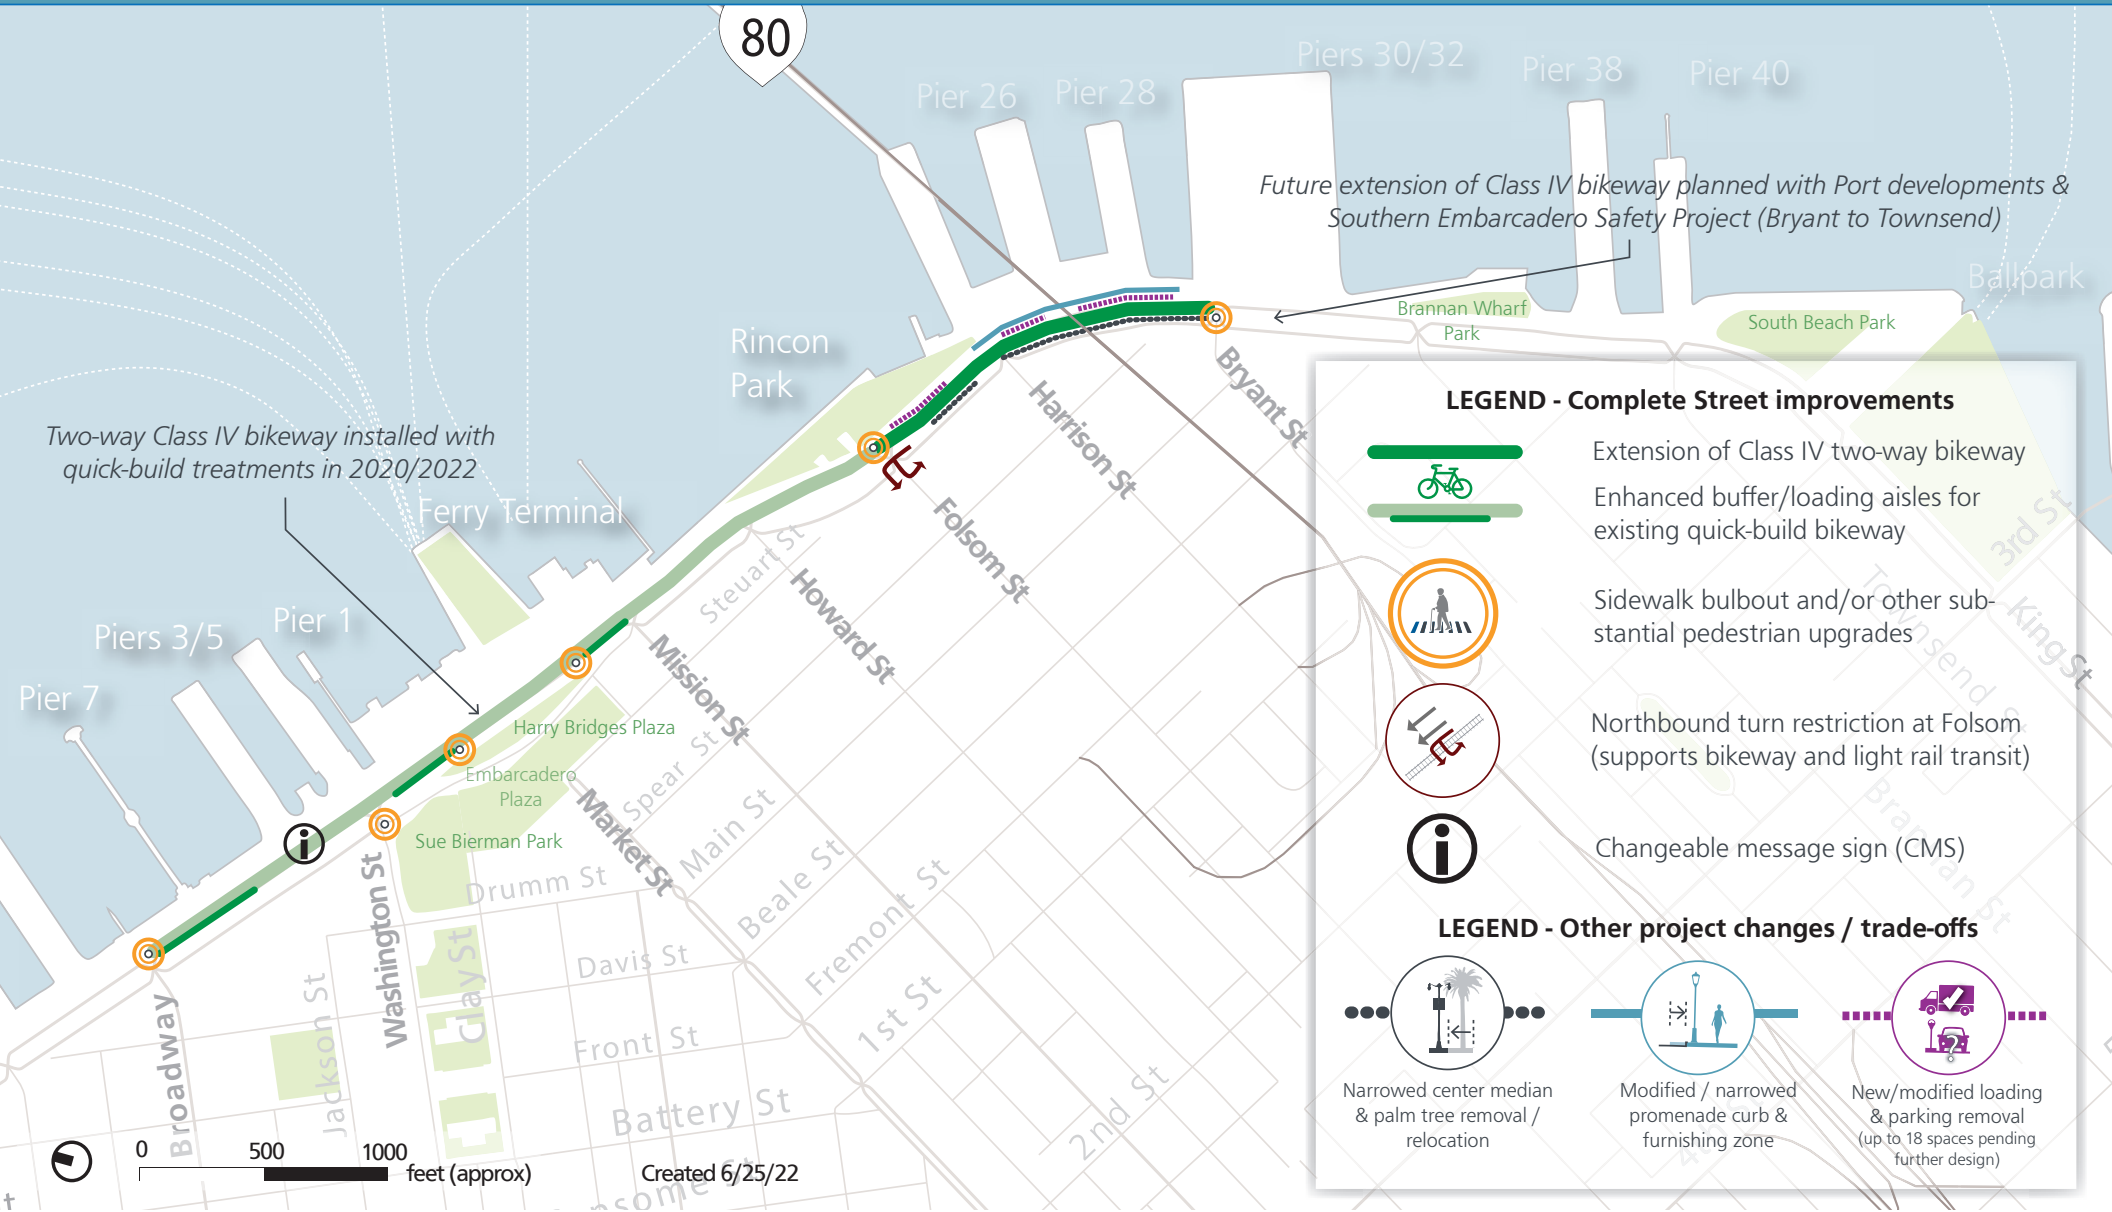 80
Pier 26
Pier 28
Piers 30/32
Pier 38
Pier 40
Future extension of Class IV bikeway planned with Port developments &
Southern Embarcadero Safety Project (Bryant to Townsend)
Ballpark
Brannan Wharf
Park
South Beach Park
Rincon
Park
Two-way Class IV bikeway installed with
quick-build treatments in 2020/2022
Ferry Terminal
Pier 1
Piers 3/5
Pier 7
Bryant St
Harrison St
Folsom St
Steuart St
Howard St
Mission St
Harry Bridges Plaza
Embarcadero
Plaza
Sue Bierman Park
Spear St
Market St
Main St
Beale St
Fremont St
1st St
2nd St
Drumm St
Davis St
Front St
Battery St
Washington St
Clay St
Jackson St
Broadway
3rd St
King St
Townsend St
Brannan St
LEGEND - Complete Street improvements
Extension of Class IV two-way bikeway
Enhanced buffer/loading aisles for
existing quick-build bikeway
Sidewalk bulbout and/or other sub-
stantial pedestrian upgrades
Northbound turn restriction at Folsom
(supports bikeway and light rail transit)
Changeable message sign (CMS)
LEGEND - Other project changes / trade-offs
Narrowed center median
& palm tree removal /
relocation
Modified / narrowed
promenade curb &
furnishing zone
New/modified loading
& parking removal
(up to 18 spaces pending
further design)
0
500
1000
feet (approx)
Created 6/25/22
nsome St